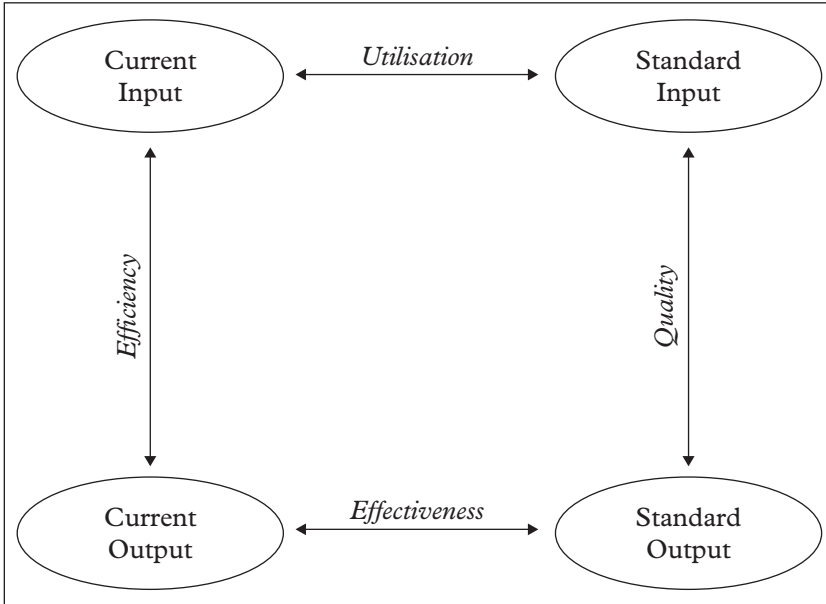 Current
Input
Utilisation
Standard
Input
Efficiency
Quality
Current
Output
Effectiveness
Standard
Output